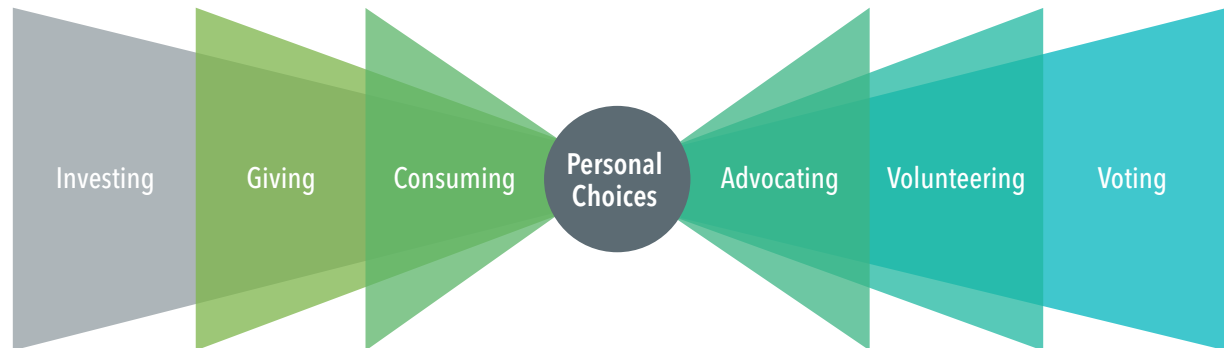 Investing
Giving
Consuming
Personal
Choices
Advocating
Volunteering
Voting